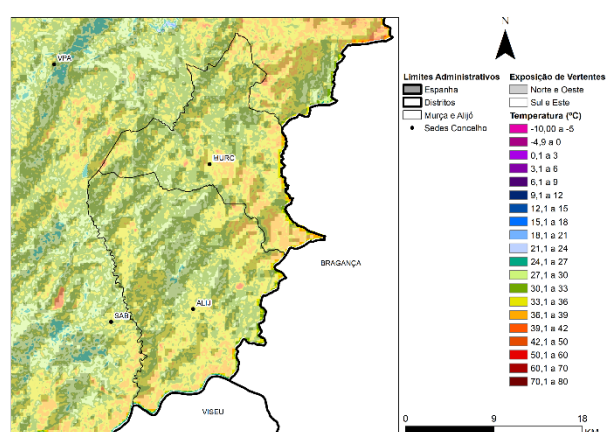 VPA
MURC
BRAGANÇA
ALIJ
SAB
VISEU
N
Limites Administrativos
Espanha
Distritos
Murça e Alijó
Sedes Concelho
Exposição de Vertentes
Norte e Oeste
Sul e Este
Temperatura (ºC)
-10,00 a -5
-4,9 a 0
0,1 a 3
3,1 a 6
6,1 a 9
9,1 a 12
12,1 a 15
15,1 a 18
18,1 a 21
21,1 a 24
24,1 a 27
27,1 a 30
30,1 a 33
33,1 a 36
36,1 a 39
39,1 a 42
42,1 a 50
50,1 a 60
60,1 a 70
70,1 a 80
0 9 18
KM